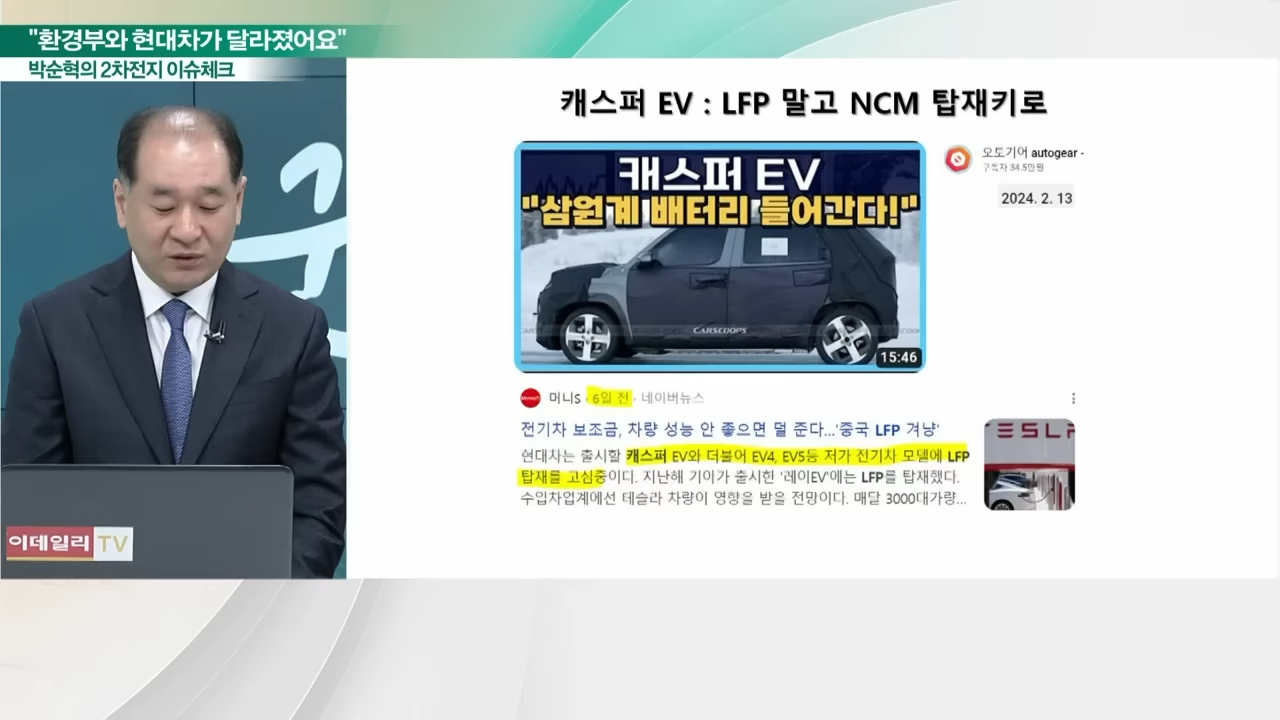 "환경부와 현대차가 달라졌어요"
박순혁의 2차전지 이슈체크
캐스퍼 EV : LFP 말고 NCM 탑재키로
캐스퍼 EV
"삼원계 배터리 들어간다!"
CARSCOOPS
15:46
오토기어 autogear -
구독자 34.5만명
2024. 2. 13
머니S · 6일 전 · 네이버뉴스
전기차 보조금, 차량 성능 안 좋으면 덜 준다...'중국 LFP 겨냥'
현대차는 출시할 캐스퍼 EV와 더불어 EV4, EV5등 저가 전기차 모델에 LFP
탑재를 고심중이다. 지난해 기아가 출시한 '레이EV'에는 LFP를 탑재했다.
수입차업계에선 테슬라 차량이 영향을 받을 전망이다. 매달 3000대가량...
TESLA
이데일리 TV